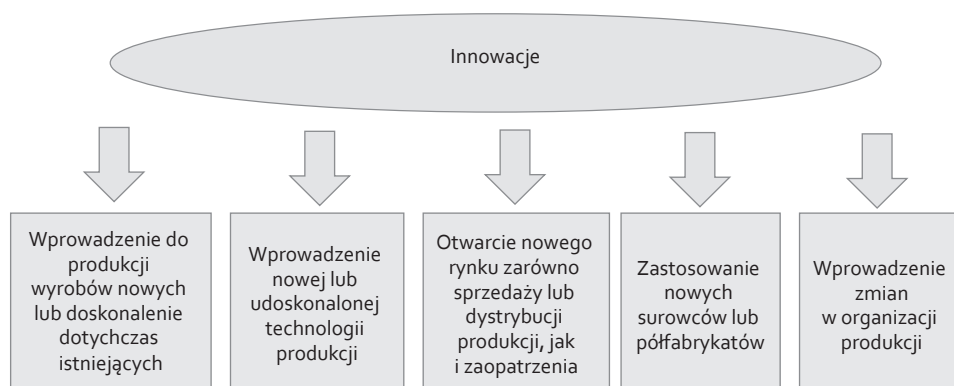 Innowacje
Wprowadzenie do
produkcji
wyrobów nowych
lub doskonalenie
dotychczas
istniejących
Wprowadzenie
nowej lub
udoskonalonej
technologii
produkcji
Otwarcie nowego
rynku zarówno
sprzedaży lub
dystrybucji
produkcji, jak
i zaopatrzenia
Zastosowanie
nowych
surowców lub
półfabrykatów
Wprowadzenie
zmian
w organizacji
produkcji